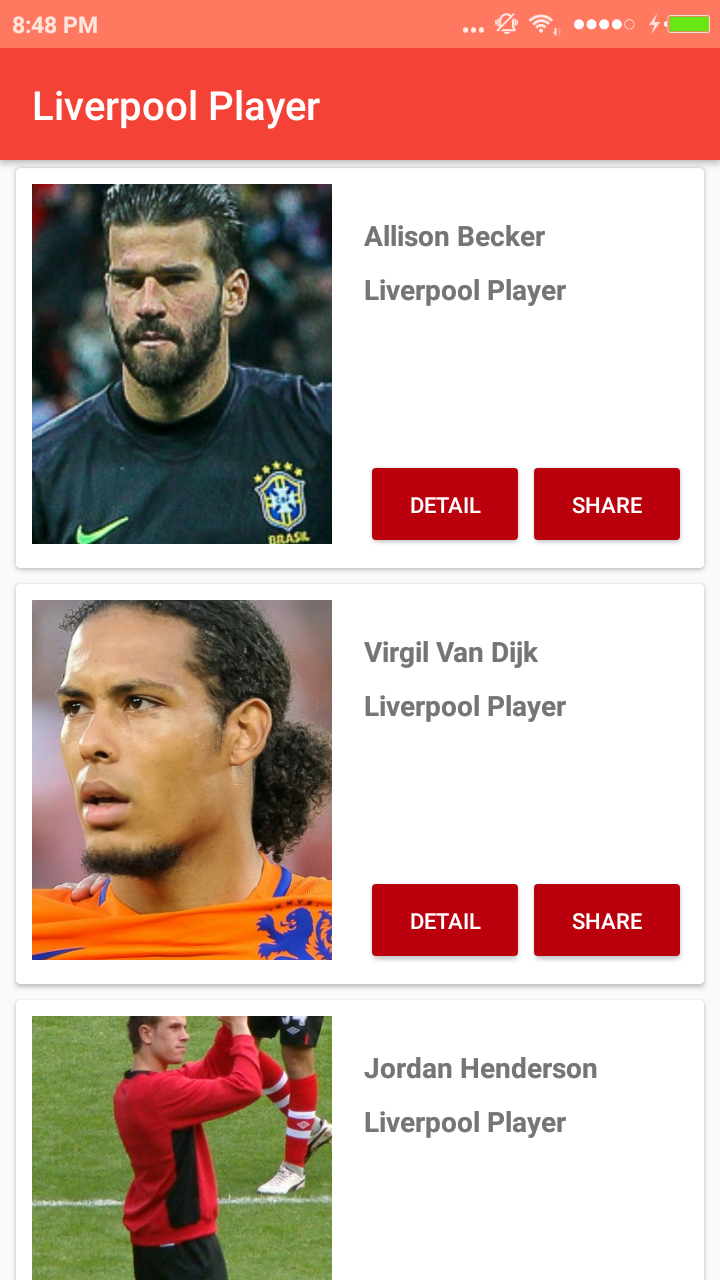 8:48 PM
Liverpool Player
Allison Becker
Liverpool Player
BRASIL
DETAIL
SHARE
Virgil Van Dijk
Liverpool Player
DETAIL
SHARE
Jordan Henderson
Liverpool Player